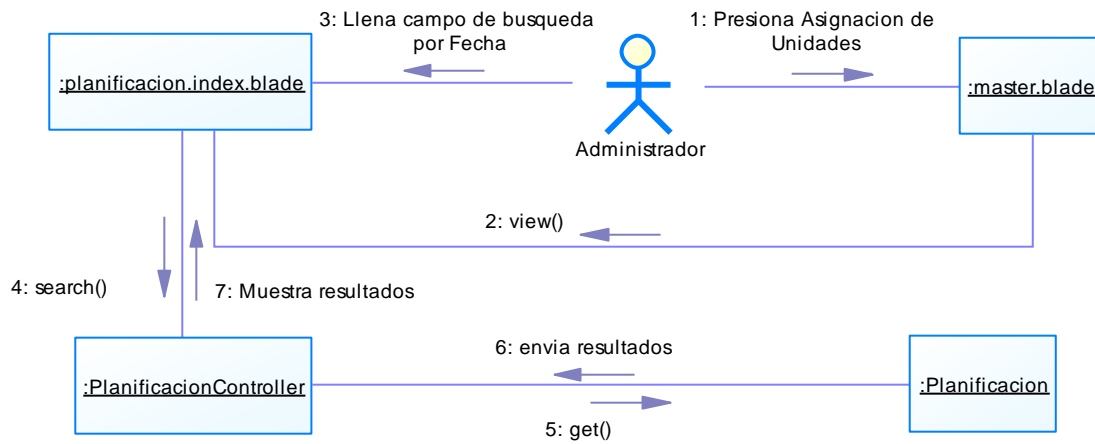 3: Llena campo de busqueda
por Fecha
1: Presiona Asignacion de
Unidades
:planificacion.index.blade
:master.blade
Administrador
2: view()
4: search()
7: Muestra resultados
6: envia resultados
:PlanificacionController
:Planificacion
5: get()